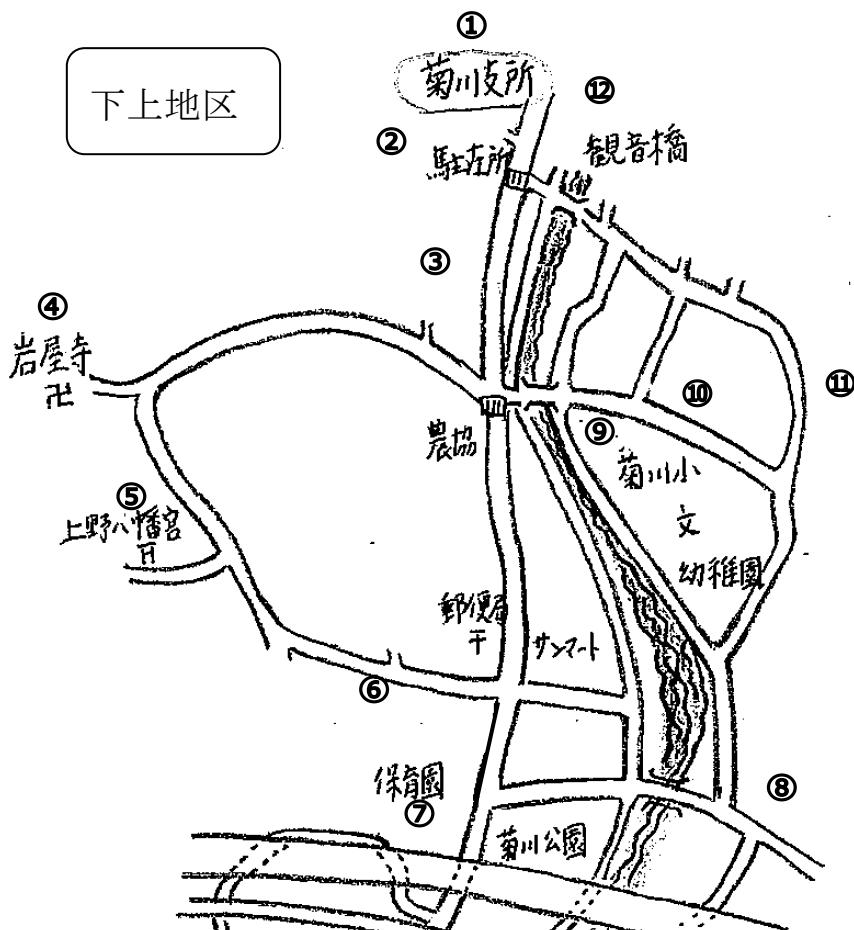 ①
菊川支所
下上地区
⑫
②
駐在所
観音橋
③
④
岩屋寺
卍
⑩
⑪
農協
⑨
菊川小
文
幼稚園
⑤
上野八幡宮
郵便局
〒
サンマート
⑥
保育園
⑦
⑧
菊川公園